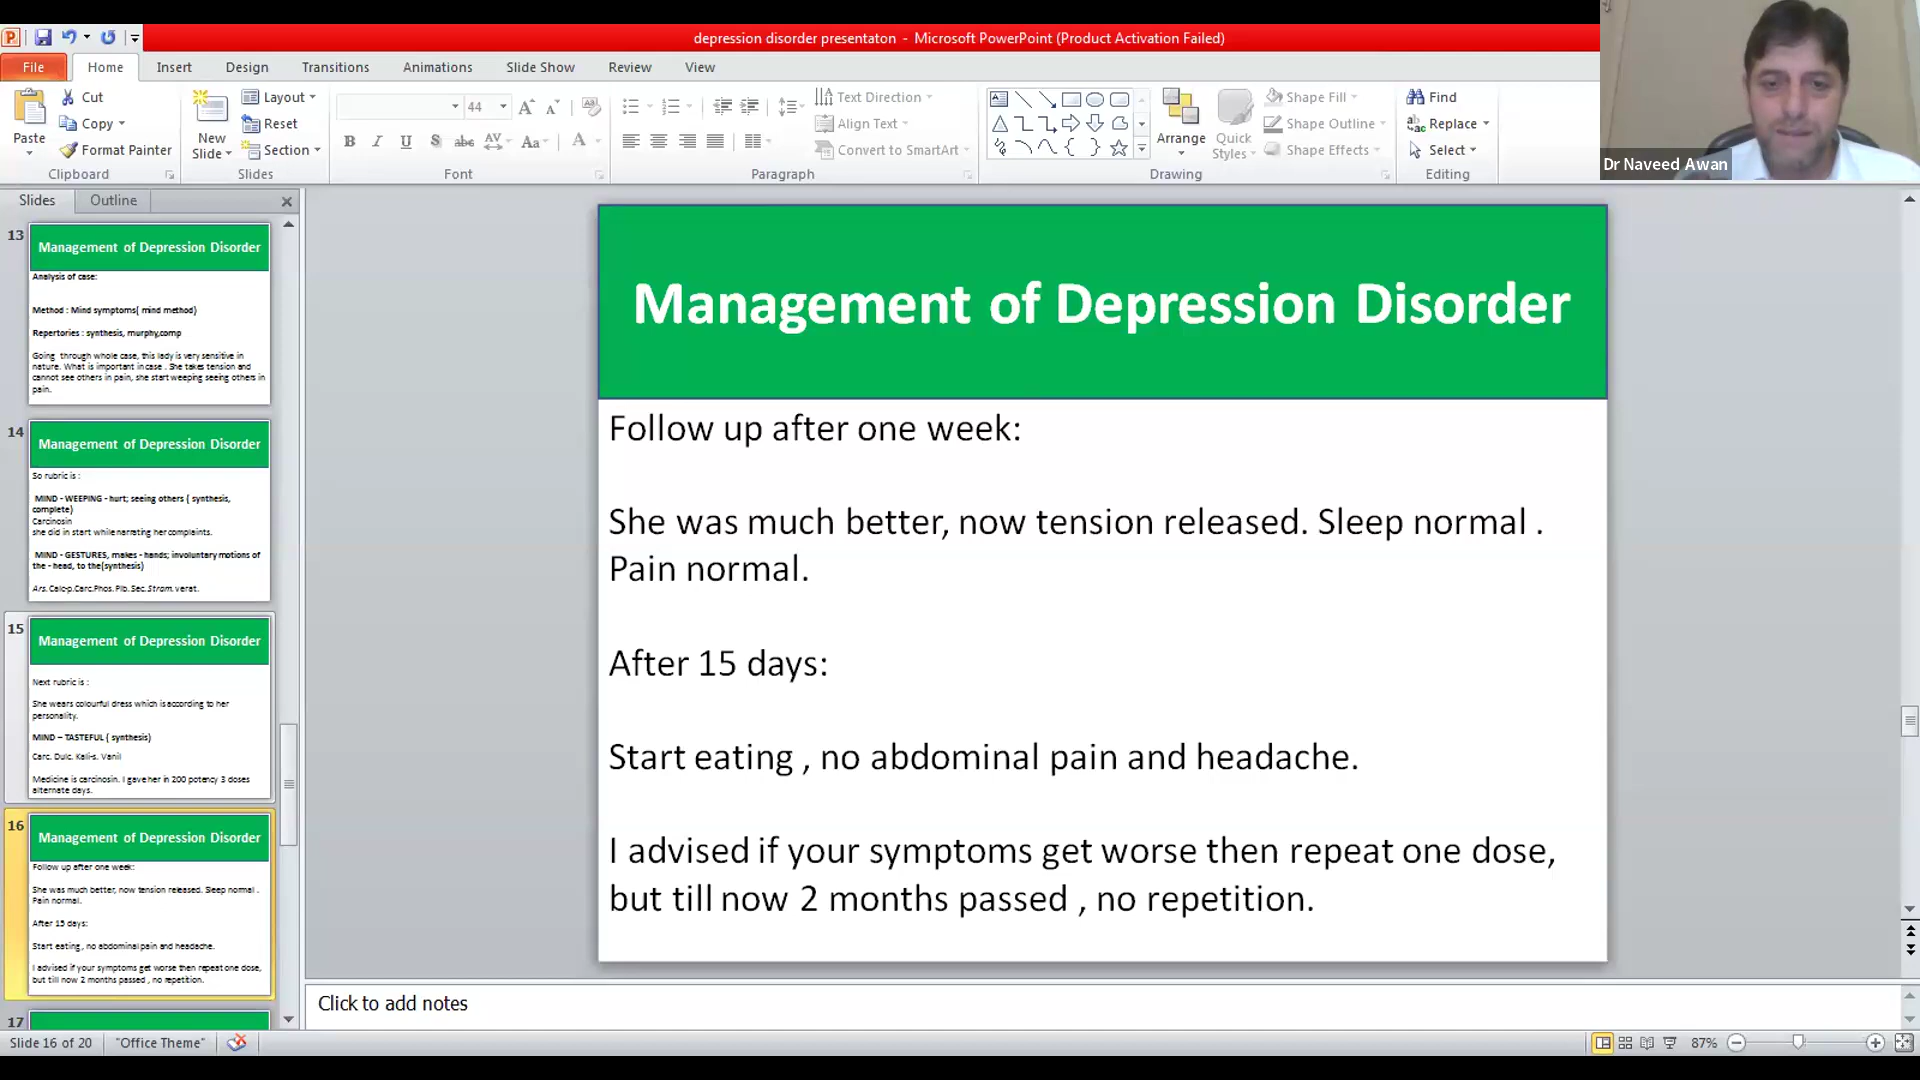 depression disorder presentaton - Microsoft PowerPoint (Product Activation Failed)
File Home Insert Design Transitions Animations Slide Show Review View
Paste
Cut
Copy
Format Painter
Clipboard
New Slide
Layout
Reset
Section
Slides
44
Font
Text Direction
Align Text
Convert to SmartArt
Paragraph
Arrange
Quick Styles
Shape Fill
Shape Outline
Shape Effects
Drawing
Find
Replace
Select
Editing
Dr Naveed Awan
Slides Outline
13
Management of Depression Disorder
Analysis of case:
Method : Mind symptoms( mind method)
Repertories : synthesis, murphy,comp
Going through whole case, this lady is very sensitive in
nature. What is important in case . She takes tension and
cannot see others in pain, she start weeping seeing others in
pain.
14
Management of Depression Disorder
So rubric is :
MIND - WEEPING - hurt; seeing others ( synthesis,
complete)
Carcinosin
she did in start while narrating her complaints.
MIND - GESTURES, makes - hands; involuntary motions of
the - head, to the(synthesis)
Ars. Calc-p.Carc.Phos. Plb. Sec. Stram. verat.
15
Management of Depression Disorder
Next rubric is :
She wears colourful dress which is according to her
personality.
MIND – TASTEFUL ( synthesis)
Carc. Dulc. Kali-s. Vanil
Medicine is carcinosin. I gave her in 200 potency 3 doses
alternate days.
16
Management of Depression Disorder
Follow up after one week:
She was much better, now tension released. Sleep normal .
Pain normal.
After 15 days:
Start eating , no abdominal pain and headache.
I advised if your symptoms get worse then repeat one dose,
but till now 2 months passed , no repetition.
17
Management of Depression Disorder
Follow up after one week:
She was much better, now tension released. Sleep normal .
Pain normal.
After 15 days:
Start eating , no abdominal pain and headache.
I advised if your symptoms get worse then repeat one dose,
but till now 2 months passed , no repetition.
Click to add notes
Slide 16 of 20 "Office Theme" 87%